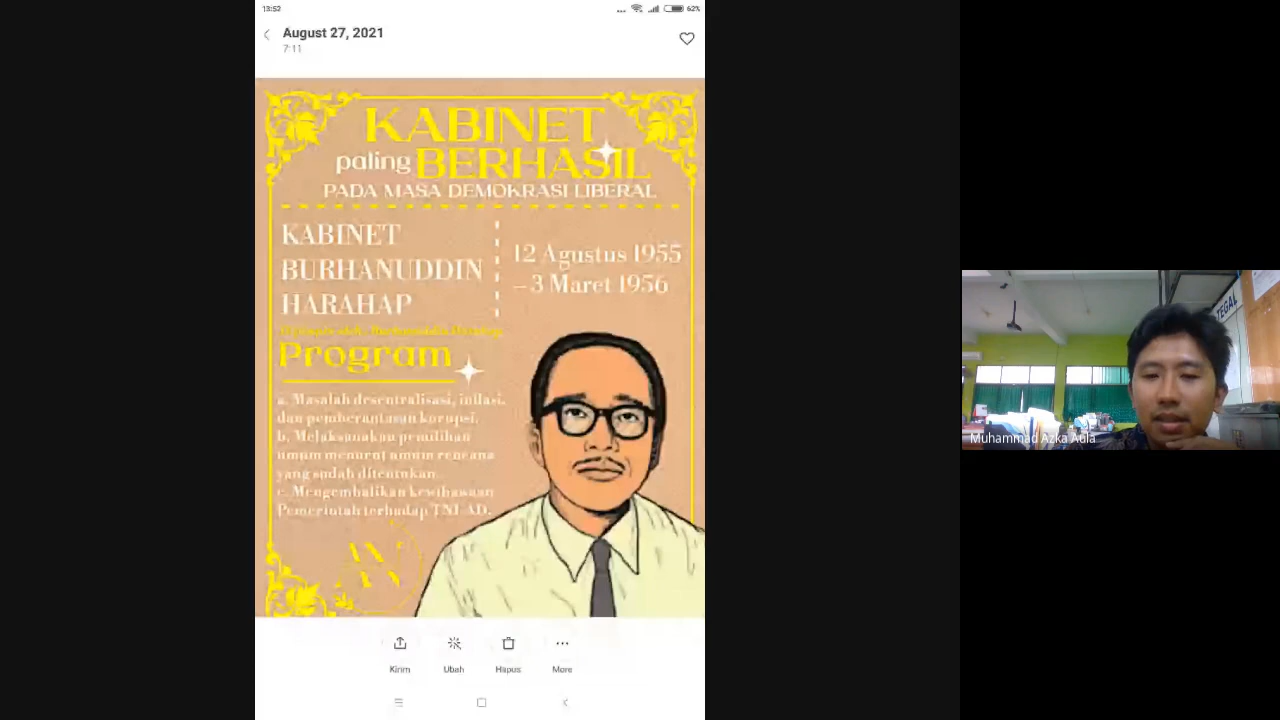 13:52
62%
August 27, 2021
7:11
KABINET
paling BERHASIL
PADA MASA DEMOKRASI LIBERAL
KABINET
BURHANUDDIN
HARAHAP
12 Agustus 1955
– 3 Maret 1956
Program
a. Masalah desentralisasi, inflasi,
dan pemberantasan korupsi.
b. Melaksanakan pemilihan
umum menurut umum rencana
yang sudah ditentukan
c. Mengembalikan kewibawaan
Pemerintah terhadap TNI-AD.
Kirim
Ubah
Hapus
More
TEGAL
Muhammad Azka Aula